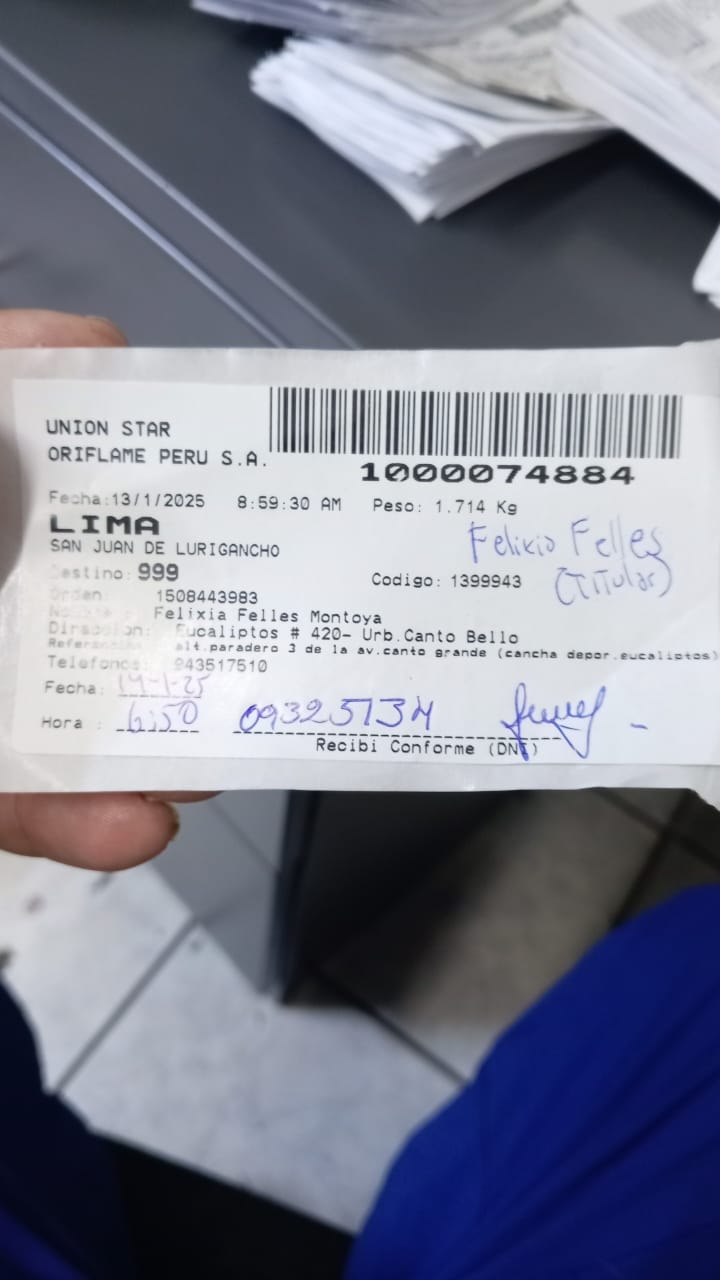 UNION STAR
ORIFLAME PERU S.A.
1000074884
Fecha:13/1/2025 8:59:30 AM Peso: 1.714 Kg
LIMA
SAN JUAN DE LURIGANCHO
Felixia Felles
(Titular)
Destino: 999
Codigo: 1399943
Orden: 1508443983
Felixia Felles Montoya
Direccion: Eucaliptos # 420- Urb.Canto Bello
Referencia: alt.paradero 3 de la av.canto grande (cancha depor.eucaliptos)
Telefonos: 943517510
Fecha: 14-1-25
Hora : 6:50 09325134
Recibi Conforme (DNI)